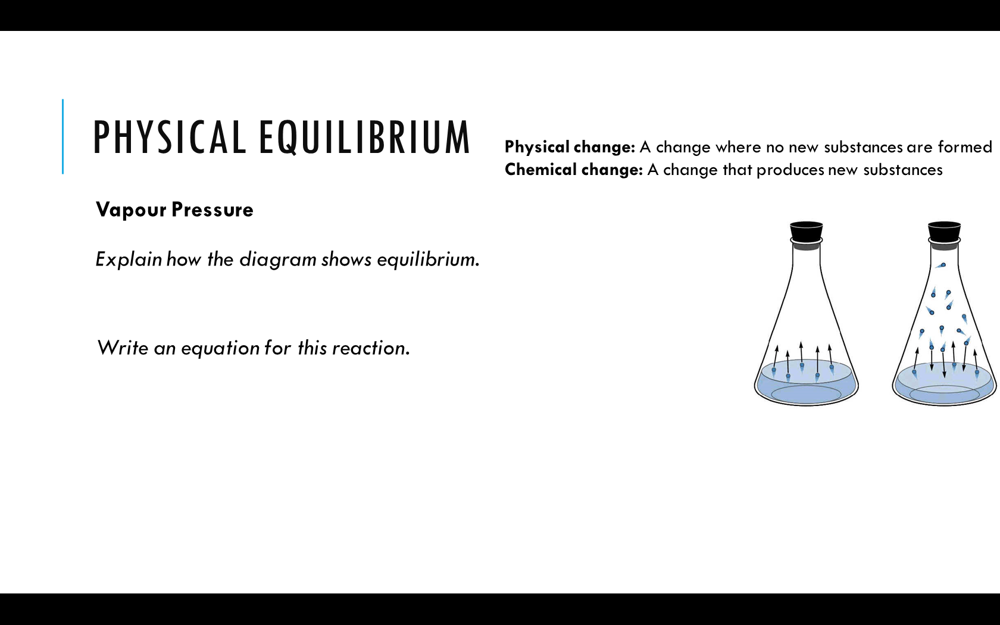 PHYSICAL EQUILIBRIUM
Physical change: A change where no new substances are formed
Chemical change: A change that produces new substances
Vapour Pressure
Explain how the diagram shows equilibrium.
Write an equation for this reaction.